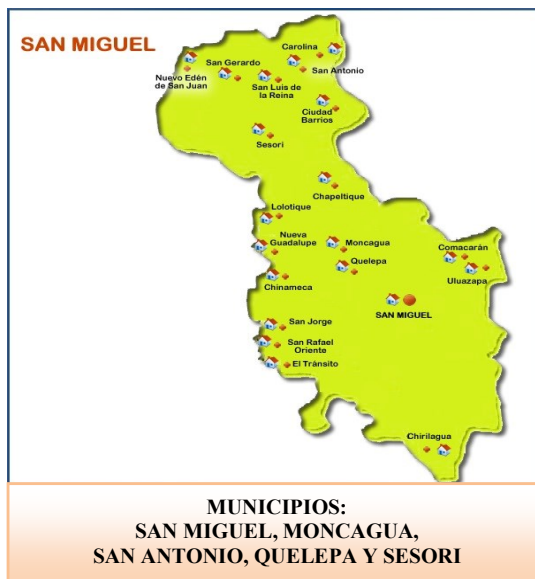 SAN MIGUEL
Carolina
San Gerardo
San Antonio
Nuevo Edén
de San Juan
San Luis de
la Reina
Ciudad
Barrios
Sesori
Chapeltique
Lolotique
Nueva
Guadalupe
Moncagua
Comacarán
Quelepa
Uluazapa
Chinameca
SAN MIGUEL
San Jorge
San Rafael
Oriente
El Trànsito
Chirilagua
MUNICIPIOS:
SAN MIGUEL, MONCAGUA,
SAN ANTONIO, QUELEPA Y SESORI